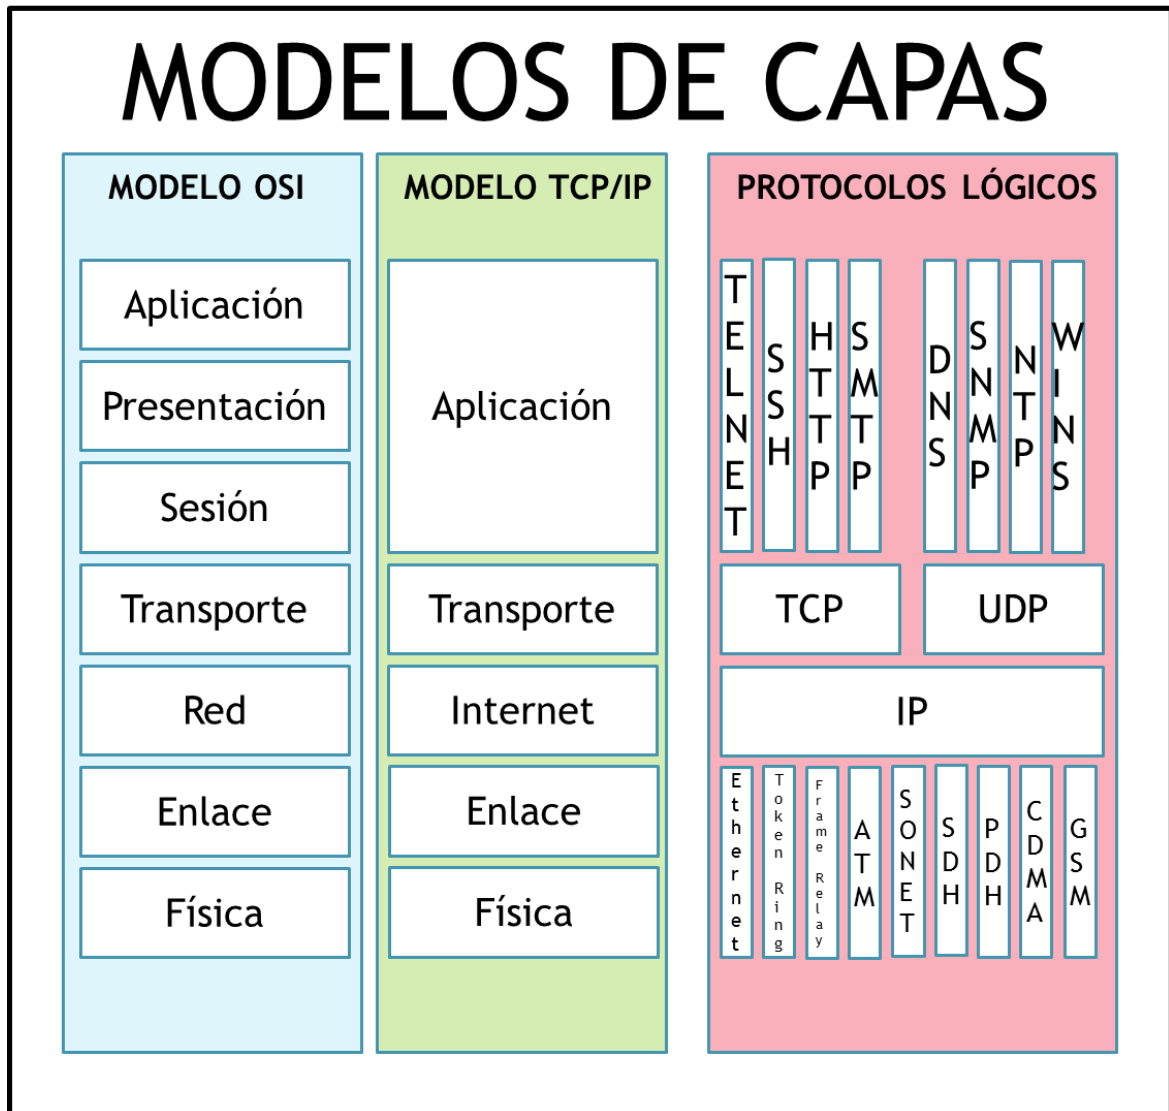 MODELOS DE CAPAS
MODELO OSI
Aplicación
Presentación
Sesión
Transporte
Red
Enlace
Física
MODELO TCP/IP
Aplicación
Transporte
Internet
Enlace
Física
PROTOCOLOS LÓGICOS
TELNET
SSH
HTTP
SMTP
DNS
SNMP
NTP
WINS
TCP
UDP
IP
Ethernet
Token Ring
Frame Relay
ATM
SONET
SDH
PDH
CDMA
GSM